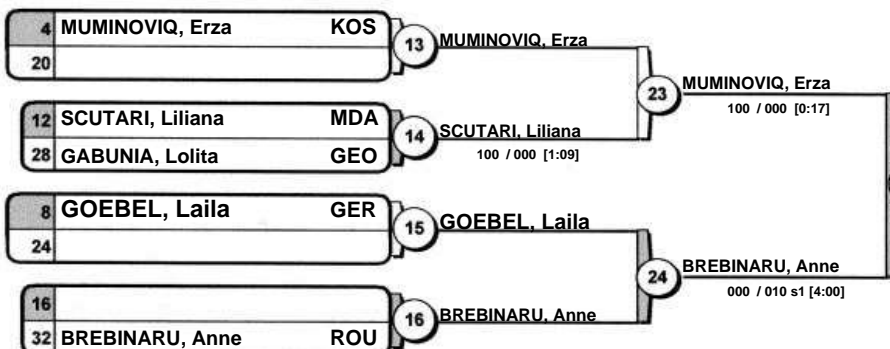 4 MUMINOVIQ, Erza KOS
20
13 MUMINOVIQ, Erza
12 SCUTARI, Liliana MDA
28 GABUNIA, Lolita GEO
14 SCUTARI, Liliana
100 / 000 [1:09]
23 MUMINOVIQ, Erza
100 / 000 [0:17]
8 GOEBEL, Laila GER
24
15 GOEBEL, Laila
16
32 BREBINARU, Anne ROU
16 BREBINARU, Anne
24 BREBINARU, Anne
000 / 010 s1 [4:00]